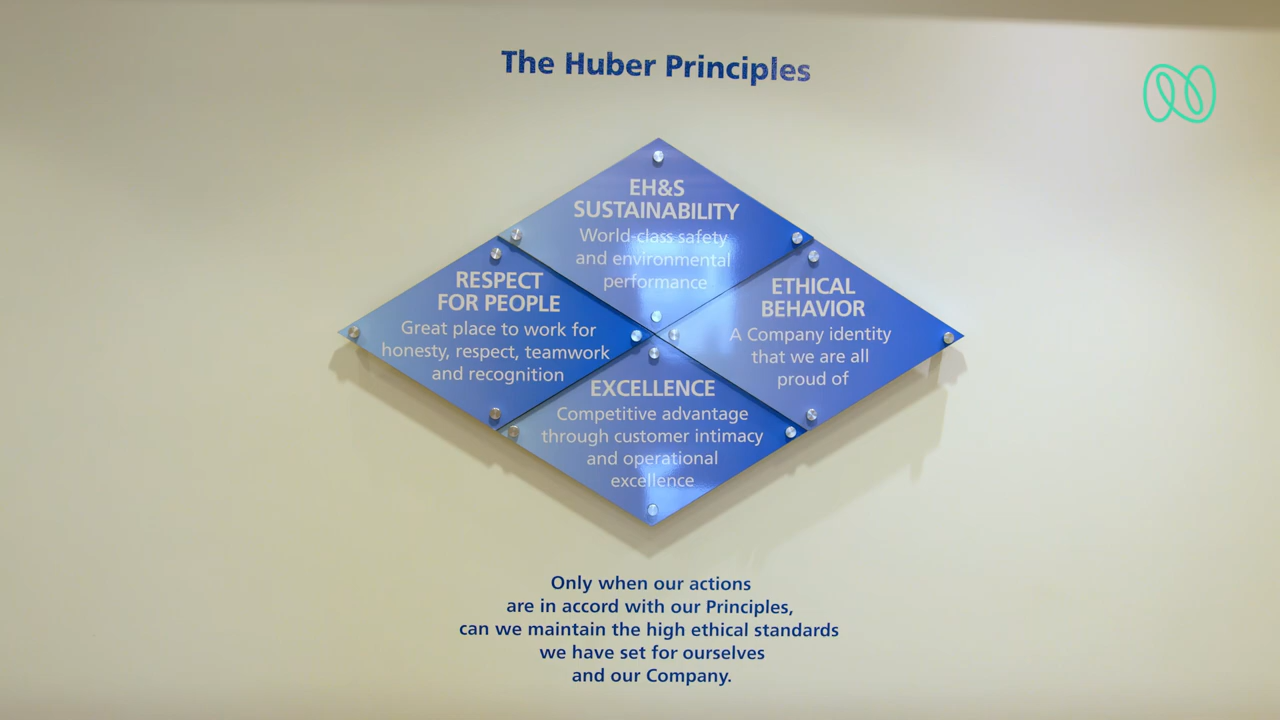 The Huber Principles
EH&S
SUSTAINABILITY
World-class safety
and environmental
performance
RESPECT
FOR PEOPLE
Great place to work for
honesty, respect, teamwork
and recognition
ETHICAL
BEHAVIOR
A Company identity
that we are all
proud of
EXCELLENCE
Competitive advantage
through customer intimacy
and operational
excellence
Only when our actions
are in accord with our Principles,
can we maintain the high ethical standards
we have set for ourselves
and our Company.